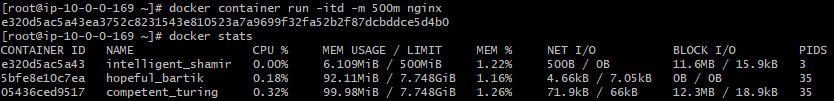 [root@ip-10-0-0-169 ~]# docker container run -itd -m 500m nginx
e320d5ac5a43ea3752c8231543e810523a7a9699f32fa52b2f87dcbddce5d4b0
[root@ip-10-0-0-169 ~]# docker stats
CONTAINER ID NAME CPU % MEM USAGE / LIMIT MEM % NET I/O BLOCK I/O PIDS
e320d5ac5a43 intelligent_shamir 0.00% 6.109MiB / 500MiB 1.22% 500B / 0B 11.6MB / 15.9kB 3
5bfe8e10c7ea hopeful_bartik 0.18% 92.11MiB / 7.748GiB 1.16% 4.66kB / 7.05kB 0B / 0B 35
05436ced9517 competent_turing 0.32% 99.98MiB / 7.748GiB 1.26% 71.9kB / 66kB 12.3MB / 18.9kB 35